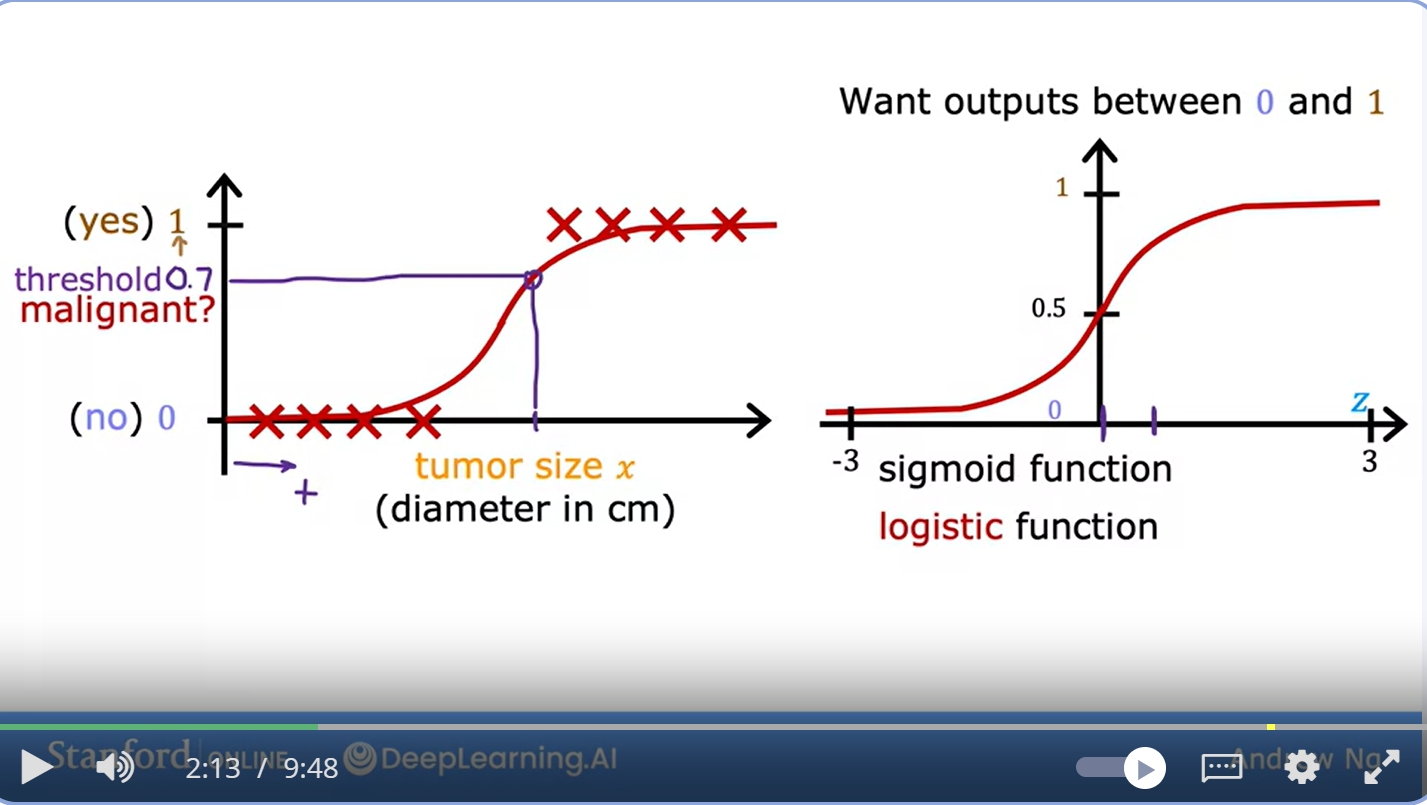 Want outputs between 0 and 1
(yes) 1
threshold 0.7
malignant?
(no) 0
+
tumor size x
(diameter in cm)
1
0.5
0
z
-3
3
sigmoid function
logistic function
Stanford ONLINE DeepLearning.AI
Andrew Ng
2:13 / 9:48